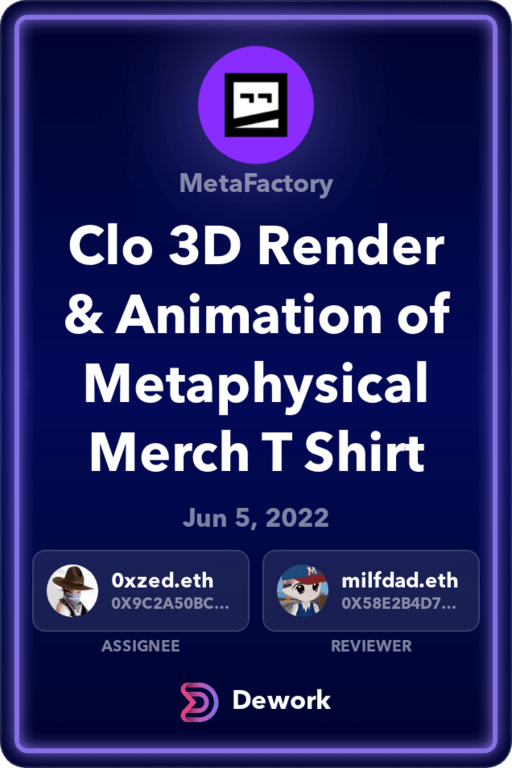 MetaFactory
Clo 3D Render
& Animation of
Metaphysical
Merch T Shirt
Jun 5, 2022
0xzed.eth
0X9C2A50BC...
ASSIGNEE
milfdad.eth
0X58E2B4D7...
REVIEWER
Dework